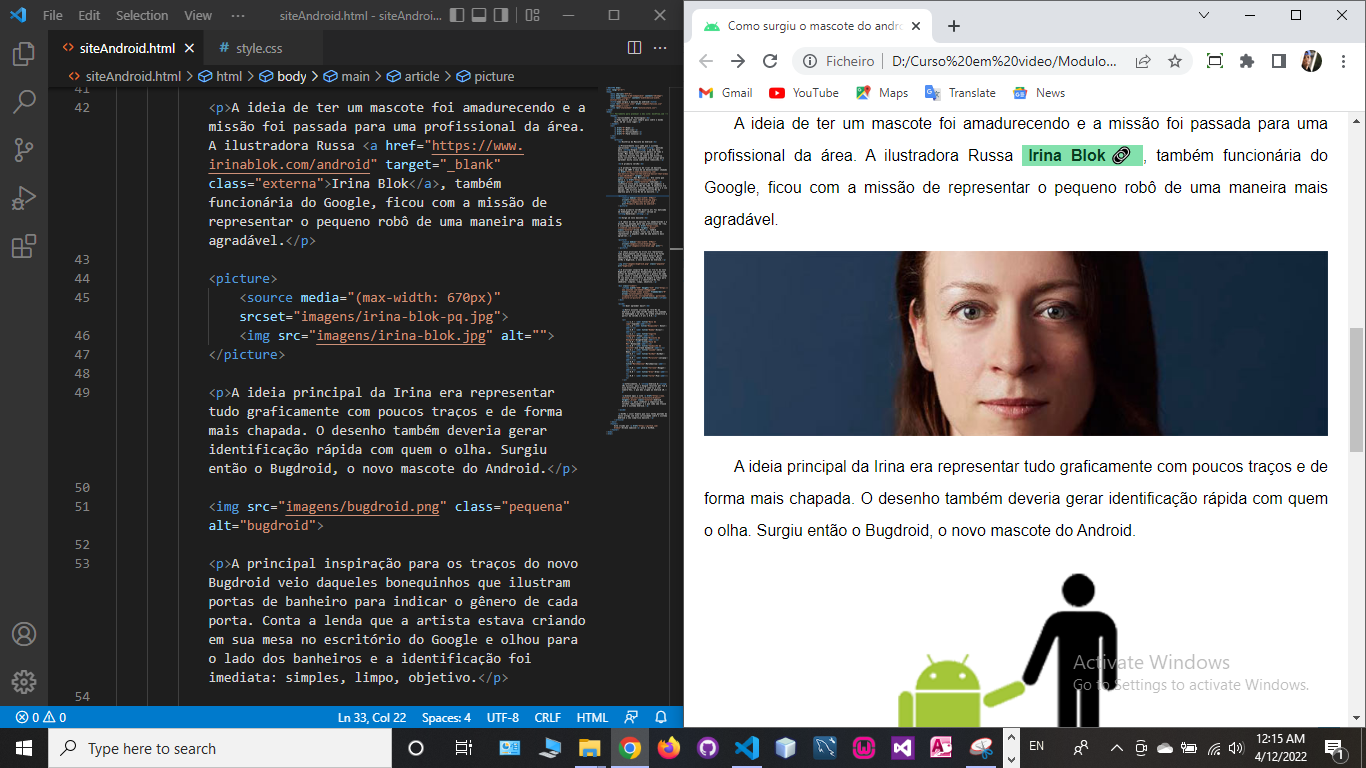 File Edit Selection View ··· siteAndroid.html - siteAndroi...
siteAndroid.html style.css
siteAndroid.html > html > body > main > article > picture
41
42 <p>A ideia de ter um mascote foi amadurecendo e a
missão foi passada para uma profissional da área.
A ilustradora Russa <a href="https://www.
irinablok.com/android" target="_blank"
class="externa">Irina Blok</a>, também
funcionária do Google, ficou com a missão de
representar o pequeno robô de uma maneira mais
agradável.</p>
43
44 <picture>
45 <source media="(max-width: 670px)"
srcset="imagens/irina-blok-pq.jpg">
46 <img src="imagens/irina-blok.jpg" alt="">
47 </picture>
48
49 <p>A ideia principal da Irina era representar
tudo graficamente com poucos traços e de forma
mais chapada. O desenho também deveria gerar
identificação rápida com quem o olha. Surgiu
então o Bugdroid, o novo mascote do Android.</p>
50
51 <img src="imagens/bugdroid.png" class="pequena"
alt="bugdroid">
52
53 <p>A principal inspiração para os traços do novo
Bugdroid veio daqueles bonequinhos que ilustram
portas de banheiro para indicar o gênero de cada
porta. Conta a lenda que a artista estava criando
em sua mesa no escritório do Google e olhou para
o lado dos banheiros e a identificação foi
imediata: simples, limpo, objetivo.</p>
54
0 0 Ln 33, Col 22 Spaces: 4 UTF-8 CRLF HTML
Como surgiu o mascote do andro
Ficheiro | D:/Curso%20em%20video/Modulo...
Gmail YouTube Maps Translate News
A ideia de ter um mascote foi amadurecendo e a missão foi passada para uma
profissional da área. A ilustradora Russa Irina Blok , também funcionária do
Google, ficou com a missão de representar o pequeno robô de uma maneira mais
agradável.
A ideia principal da Irina era representar tudo graficamente com poucos traços e de
forma mais chapada. O desenho também deveria gerar identificação rápida com quem
o olha. Surgiu então o Bugdroid, o novo mascote do Android.
Activate Windows
Go to Settings to activate Windows.
Type here to search
EN
12:15 AM
4/12/2022
1